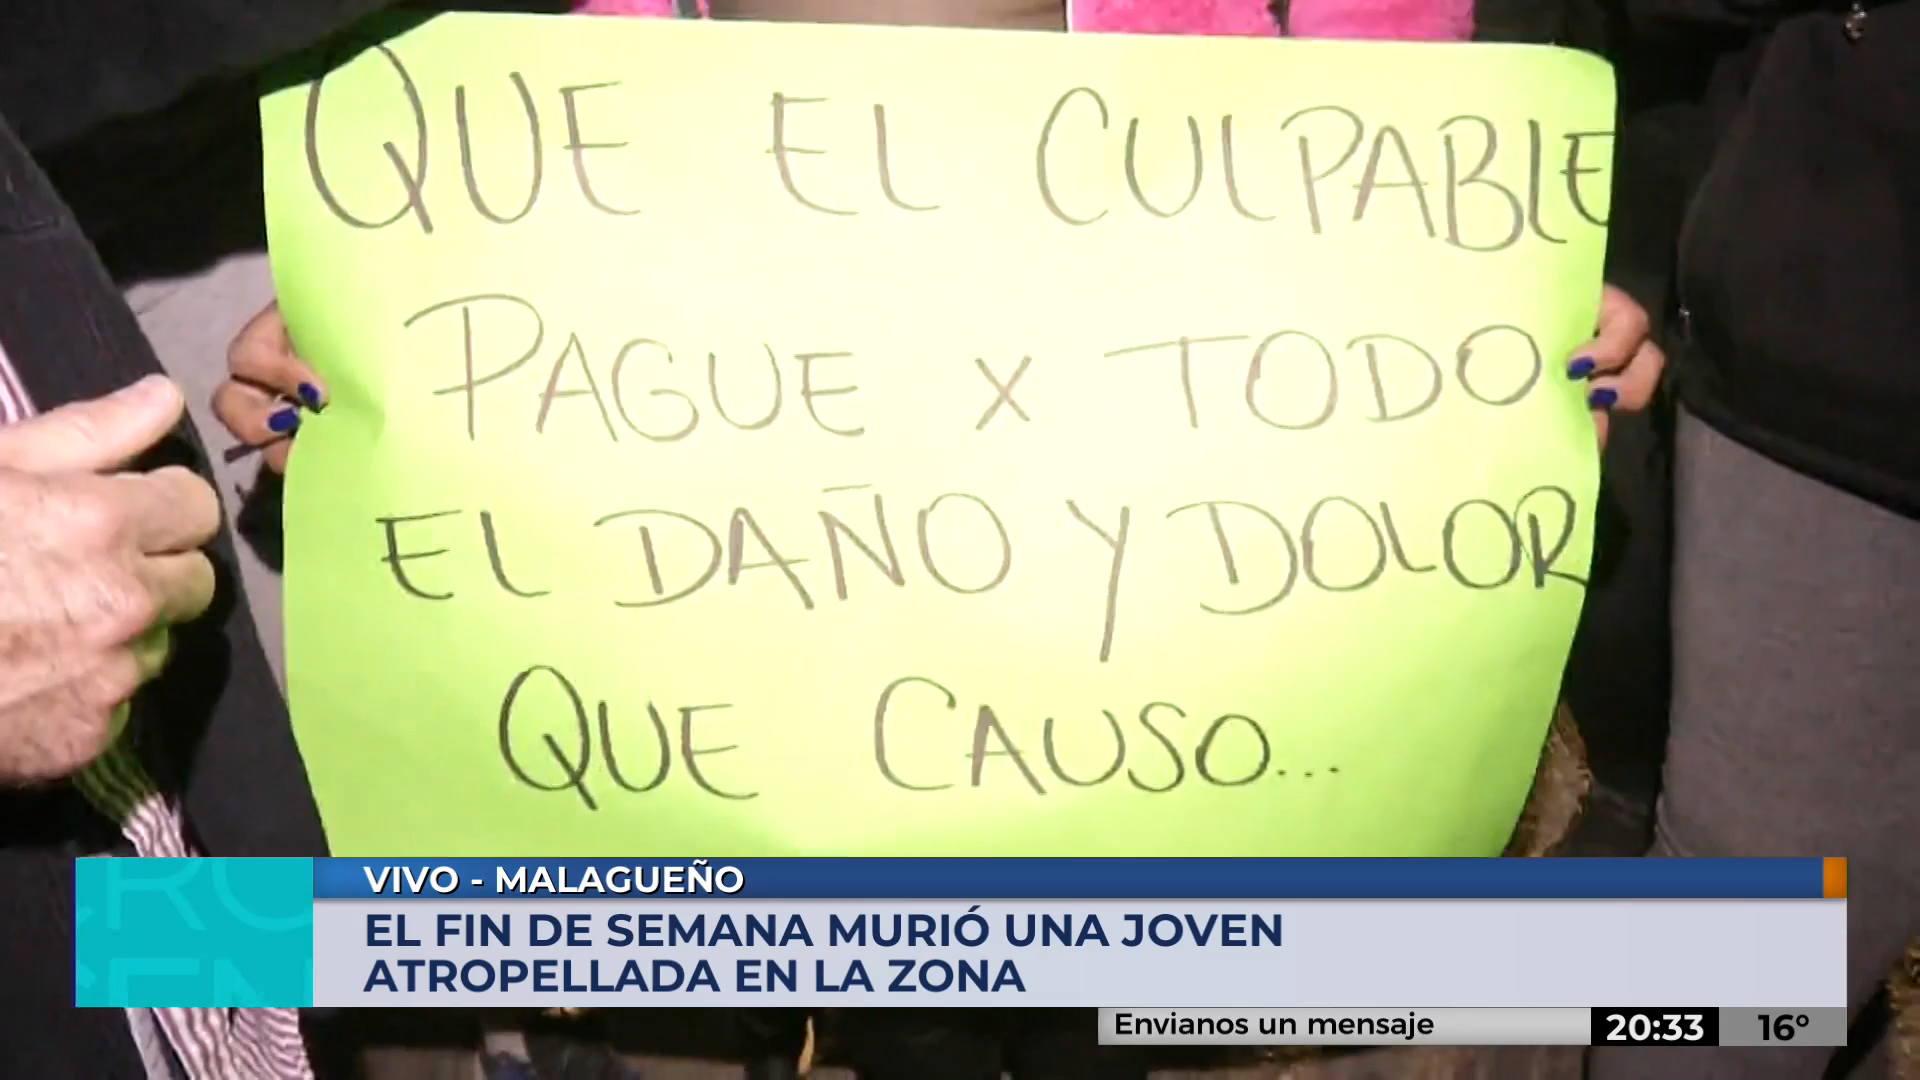 QUE EL CULPABLE
PAGUE X TODO
EL DAÑO Y DOLOR
QUE CAUSO...
VIVO - MALAGUEÑO
EL FIN DE SEMANA MURIÓ UNA JOVEN
ATROPELLADA EN LA ZONA
Envianos un mensaje
20:33
16°